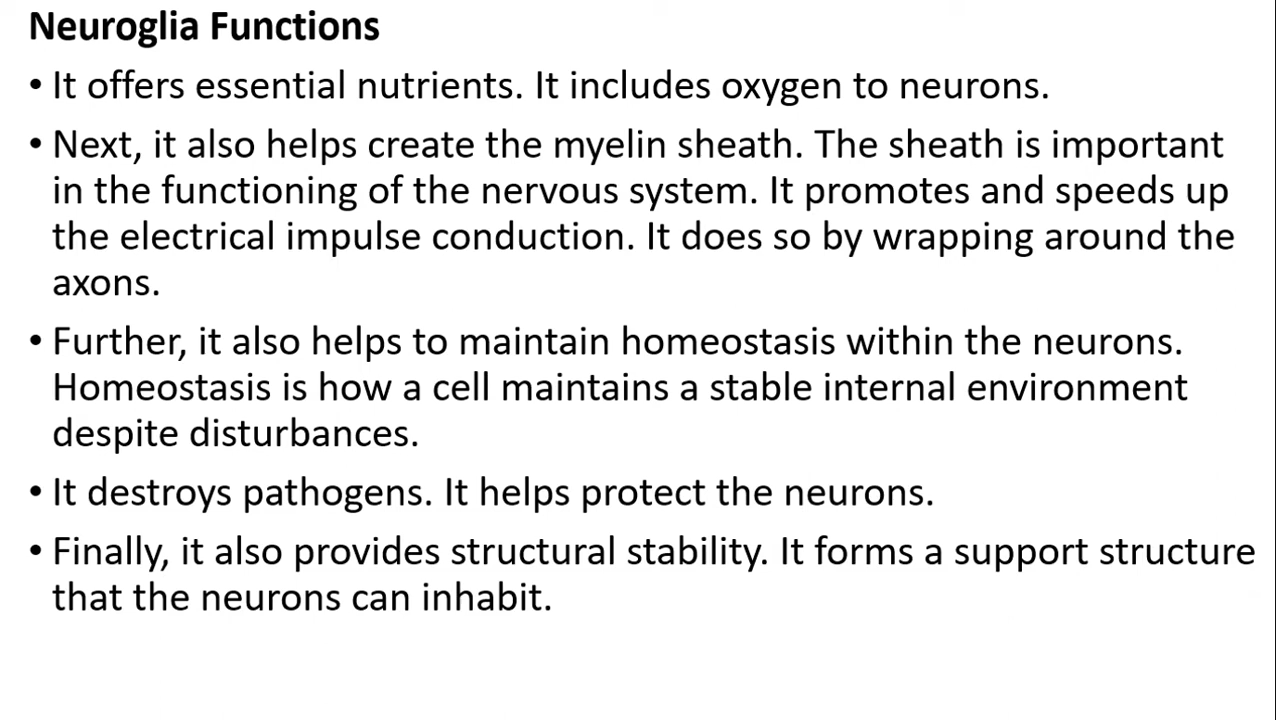 Neuroglia Functions
• It offers essential nutrients. It includes oxygen to neurons.
• Next, it also helps create the myelin sheath. The sheath is important
in the functioning of the nervous system. It promotes and speeds up
the electrical impulse conduction. It does so by wrapping around the
axons.
• Further, it also helps to maintain homeostasis within the neurons.
Homeostasis is how a cell maintains a stable internal environment
despite disturbances.
• It destroys pathogens. It helps protect the neurons.
• Finally, it also provides structural stability. It forms a support structure
that the neurons can inhabit.